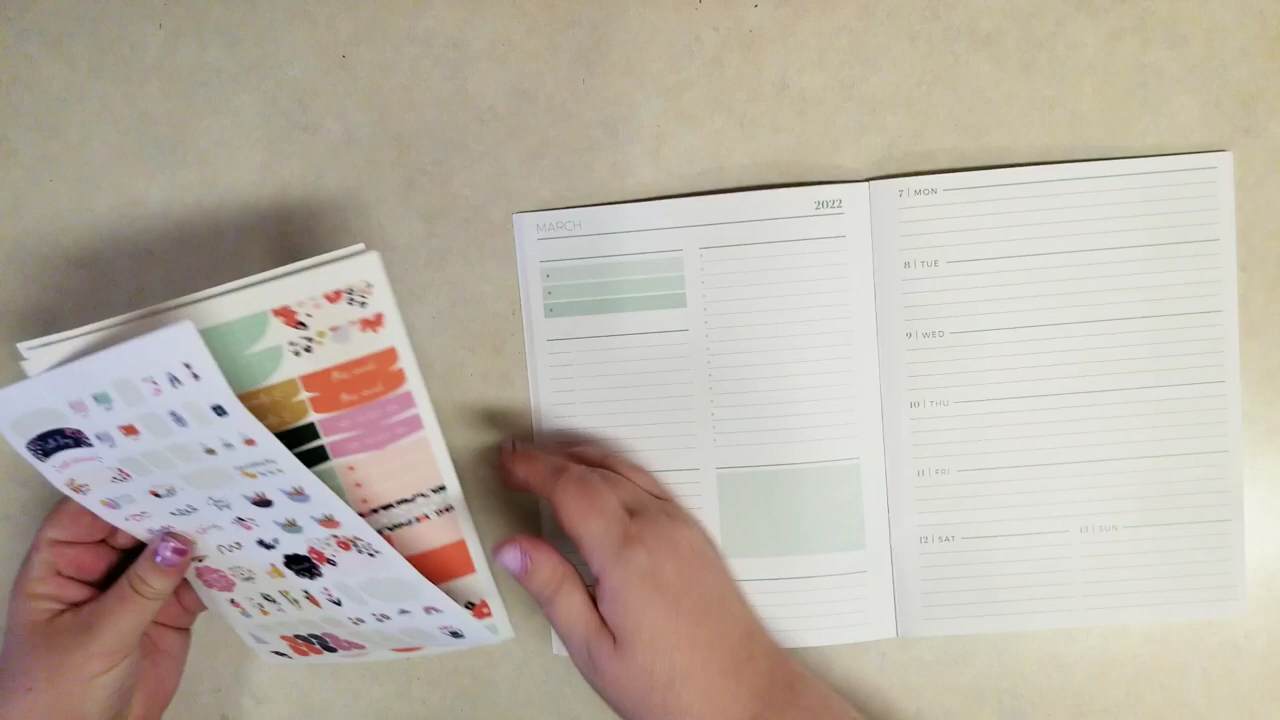 MARCH
2022
7 | MON
8 | TUE
9 | WED
10 | THU
11 | FRI
12 | SAT
13 | SUN